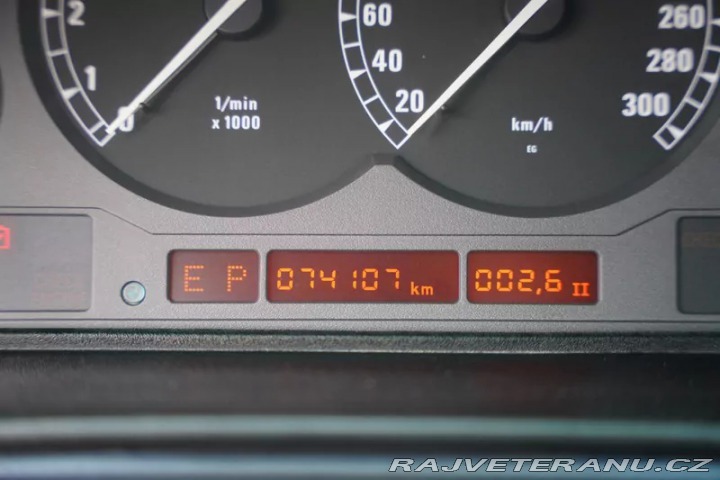 2
1
0
1/min
x 1000
60
40
20
km/h
EG
260
280
300
E P
074107 km
002,6 II
RAJVETERANU.CZ